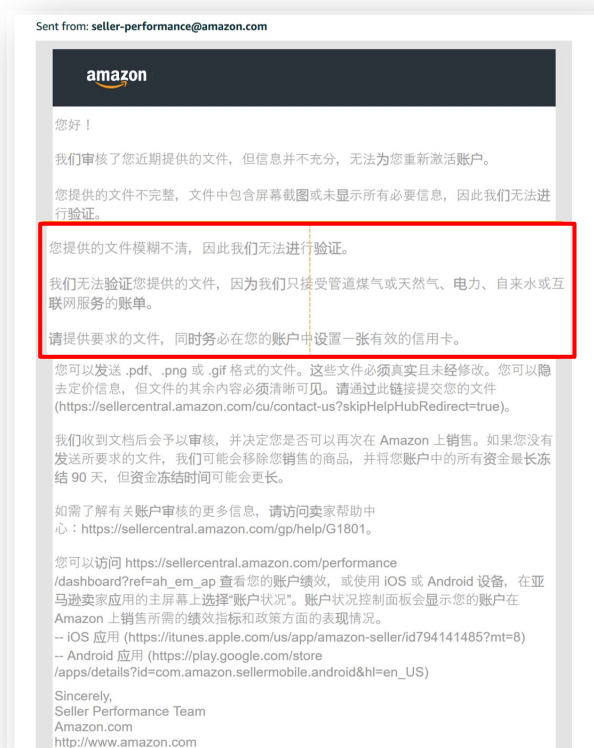 Sent from: seller-performance@amazon.com
amazon
您好！
我们审核了您近期提供的文件，但信息并不充分，无法为您重新激活账户。
您提供的文件不完整，文件中包含屏幕截图或未显示所有必要信息，因此我们无法进
行验证。
您提供的文件模糊不清，因此我们无法进行验证。
我们无法验证您提供的文件，因为我们只接受管道煤气或天然气、电力、自来水或互
联网服务的账单。
请提供要求的文件，同时务必在您的账户中设置一张有效的信用卡。
您可以发送 .pdf、.png 或 .gif 格式的文件。这些文件必须真实且未经修改。您可以隐
去定价信息，但文件的其余内容必须清晰可见。请通过此链接提交您的文件
(https://sellercentral.amazon.com/cu/contact-us?skipHelpHubRedirect=true)。
我们收到文档后会予以审核，并决定您是否可以再次在 Amazon 上销售。如果您没有
发送所要求的文件，我们可能会移除您销售的商品，并将您账户中的所有资金最长冻
结 90 天，但资金冻结时间可能会更长。
如需了解有关账户审核的更多信息，请访问卖家帮助中
心：https://sellercentral.amazon.com/gp/help/G1801。
您可以访问 https://sellercentral.amazon.com/performance
/dashboard?ref=ah_em_ap 查看您的账户绩效，或使用 iOS 或 Android 设备，在亚
马逊卖家应用的主屏幕上选择“账户状况”。账户状况控制面板会显示您的账户在
Amazon 上销售所需的绩效指标和政策方面的表现情况。
-- iOS 应用 (https://itunes.apple.com/us/app/amazon-seller/id794141485?mt=8)
-- Android 应用 (https://play.google.com/store
/apps/details?id=com.amazon.sellermobile.android&hl=en_US)
Sincerely,
Seller Performance Team
Amazon.com
http://www.amazon.com